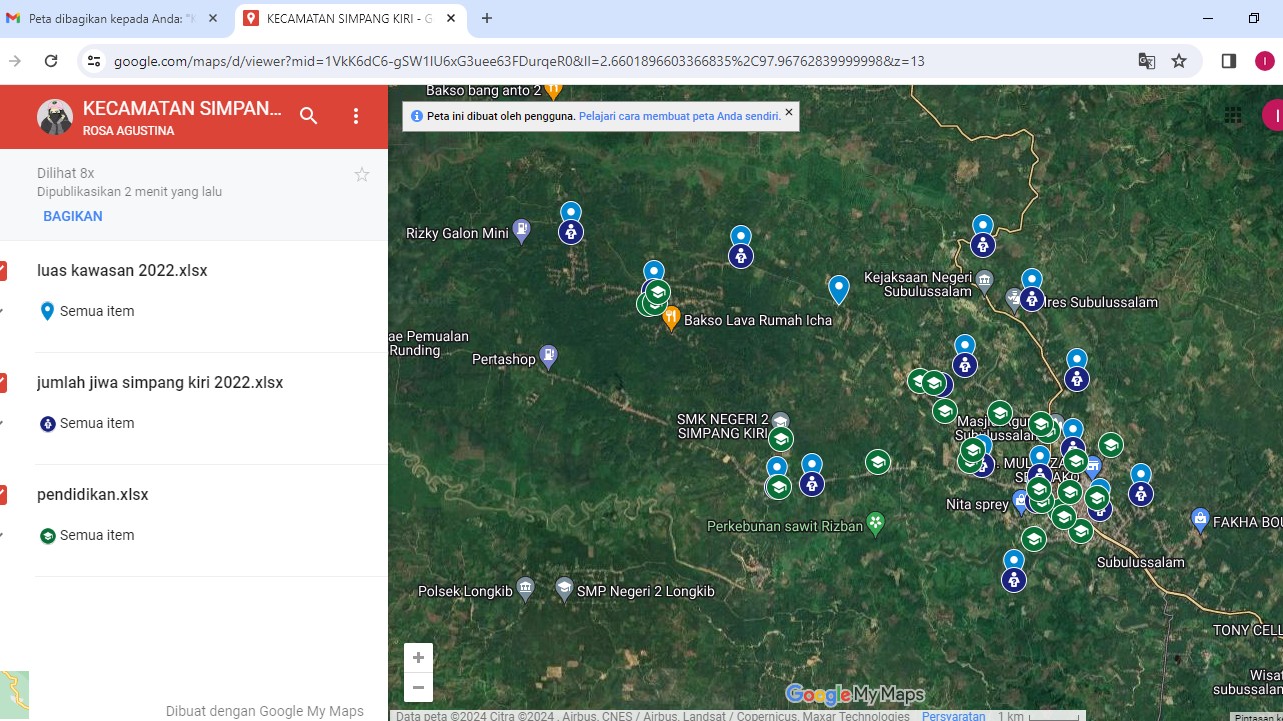 Peta dibagikan kepada Anda: "K
KECAMATAN SIMPANG KIRI - G
google.com/maps/d/viewer?mid=1VkK6dC6-gSW1IU6xG3uee63FDurqeR0&ll=2.6601896603366835%2C97.96762839999998&z=13
KECAMATAN SIMPAN...
ROSA AGUSTINA
Dilihat 8x
Dipublikasikan 2 menit yang lalu
BAGIKAN
luas kawasan 2022.xlsx
Semua item
jumlah jiwa simpang kiri 2022.xlsx
Semua item
pendidikan.xlsx
Semua item
Dibuat dengan Google My Maps
Bakso bang anto 2
Peta ini dibuat oleh pengguna. Pelajari cara membuat peta Anda sendiri.
I
I
Rizky Galon Mini
Kejaksaan Negeri
Subulussalam
lres Subulussalam
Bakso Lava Rumah Icha
ae Pemualan
Runding
Pertashop
SMK NEGERI 2
SIMPANG KIRI
Masjid Agu
Subulussalam
Nita sprey
FAKHA BOU
Perkebunan sawit Rizban
Subulussalam
Polsek Longkib
SMP Negeri 2 Longkib
TONY CELL
Wisat
subussalam
Google My Maps
Data peta ©2024 Citra ©2024 , Airbus, CNES / Airbus, Landsat / Copernicus, Maxar Technologies
Persyaratan
1 km
Pintasan